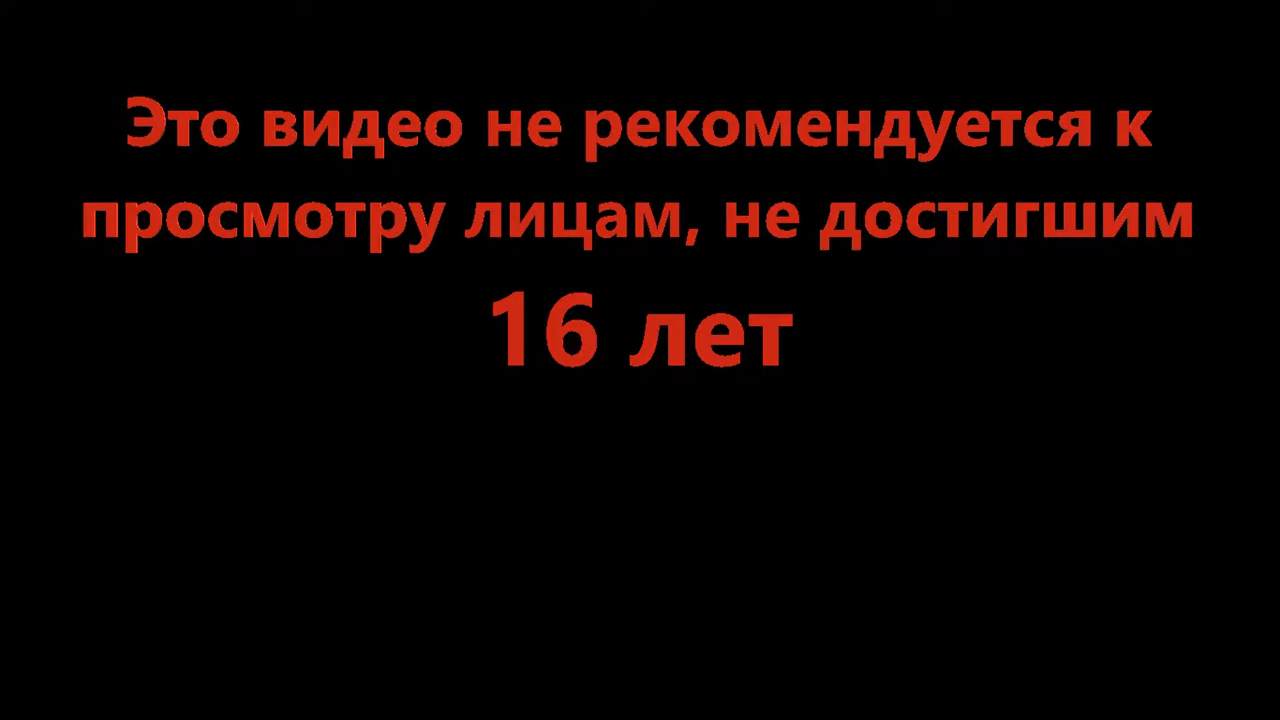 Это видео не рекомендуется к
просмотру лицам, не достигшим
16 лет